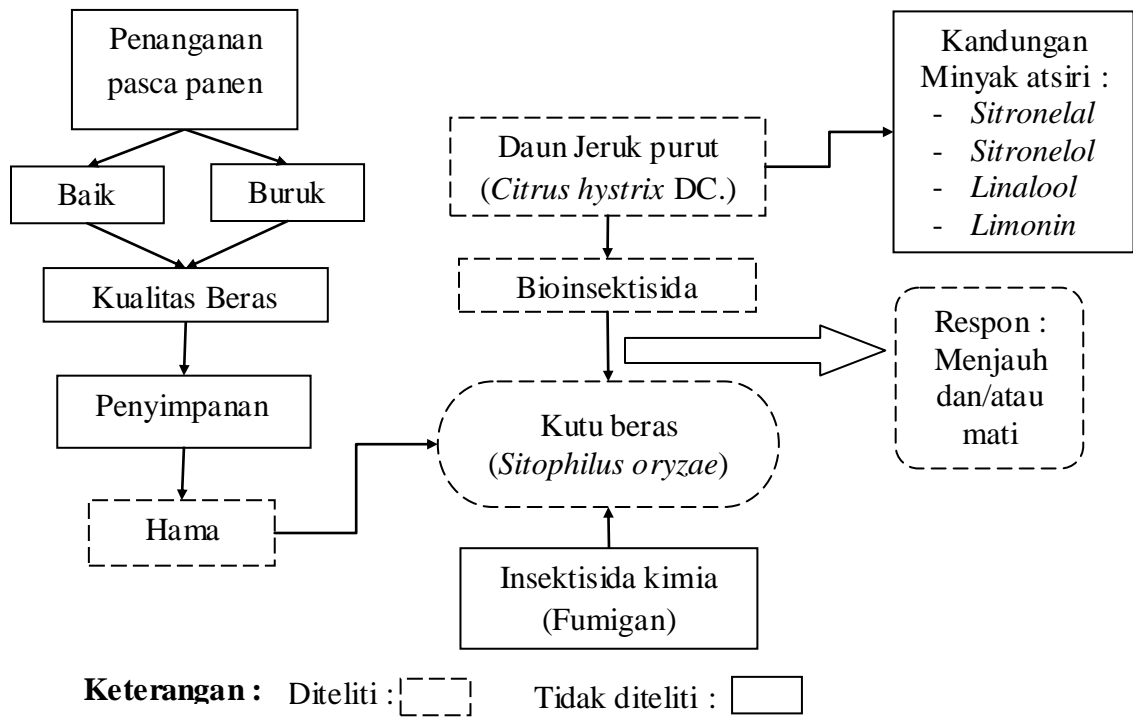 Penanganan
pasca panen
Baik
Buruk
Kualitas Beras
Penyimpanan
Hama
Daun Jeruk purut
(Citrus hystrix DC.)
Bioinsektisida
Kutu beras
(Sitophilus oryzae)
Insektisida kimia
(Fumigan)
Kandungan
Minyak atsiri :
- Sitronelal
- Sitronelol
- Linalool
- Limonin
Respon :
Menjauh
dan/atau
mati
Keterangan : Diteliti : Tidak diteliti :